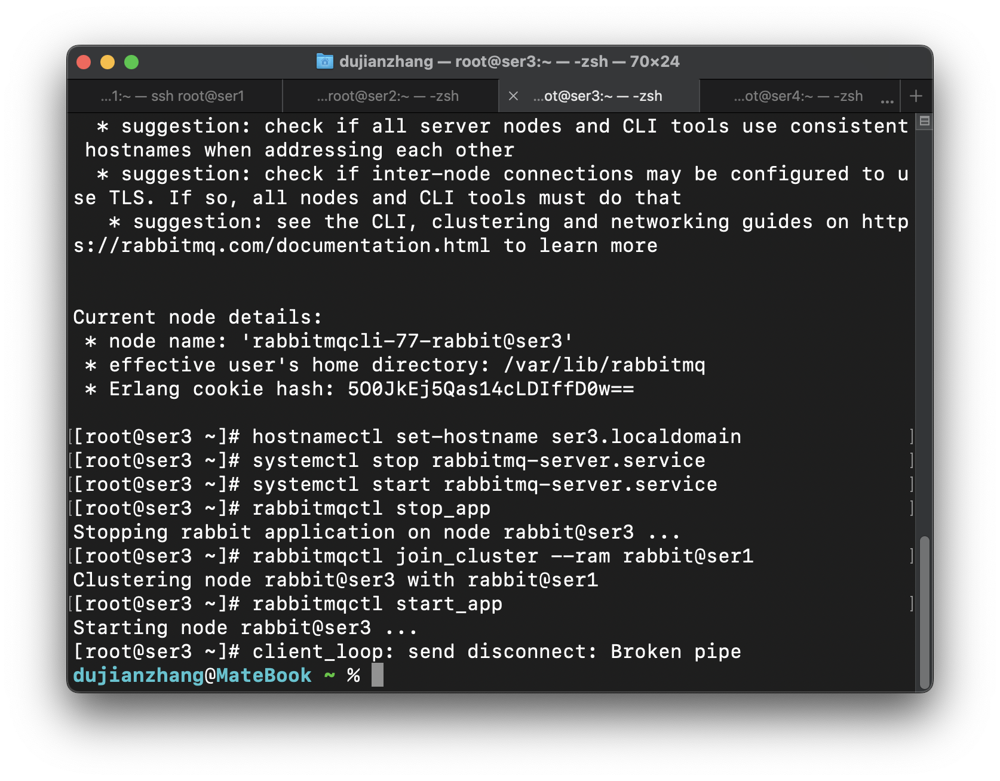 dujianzhang — root@ser3:~ — -zsh — 70×24
...1:~ — ssh root@ser1
...root@ser2:~ — -zsh
...ot@ser3:~ — -zsh
...ot@ser4:~ — -zsh
* suggestion: check if all server nodes and CLI tools use consistent
hostnames when addressing each other
* suggestion: check if inter-node connections may be configured to u
se TLS. If so, all nodes and CLI tools must do that
* suggestion: see the CLI, clustering and networking guides on http
s://rabbitmq.com/documentation.html to learn more
Current node details:
* node name: 'rabbitmqcli-77-rabbit@ser3'
* effective user's home directory: /var/lib/rabbitmq
* Erlang cookie hash: 5O0JkEj5Qas14cLDIffD0w==
[[root@ser3 ~]# hostnamectl set-hostname ser3.localdomain ]
[[root@ser3 ~]# systemctl stop rabbitmq-server.service ]
[[root@ser3 ~]# systemctl start rabbitmq-server.service ]
[[root@ser3 ~]# rabbitmqctl stop_app ]
Stopping rabbit application on node rabbit@ser3 ...
[[root@ser3 ~]# rabbitmqctl join_cluster --ram rabbit@ser1 ]
Clustering node rabbit@ser3 with rabbit@ser1
[[root@ser3 ~]# rabbitmqctl start_app ]
Starting node rabbit@ser3 ...
[root@ser3 ~]# client_loop: send disconnect: Broken pipe
dujianzhang@MateBook ~ %